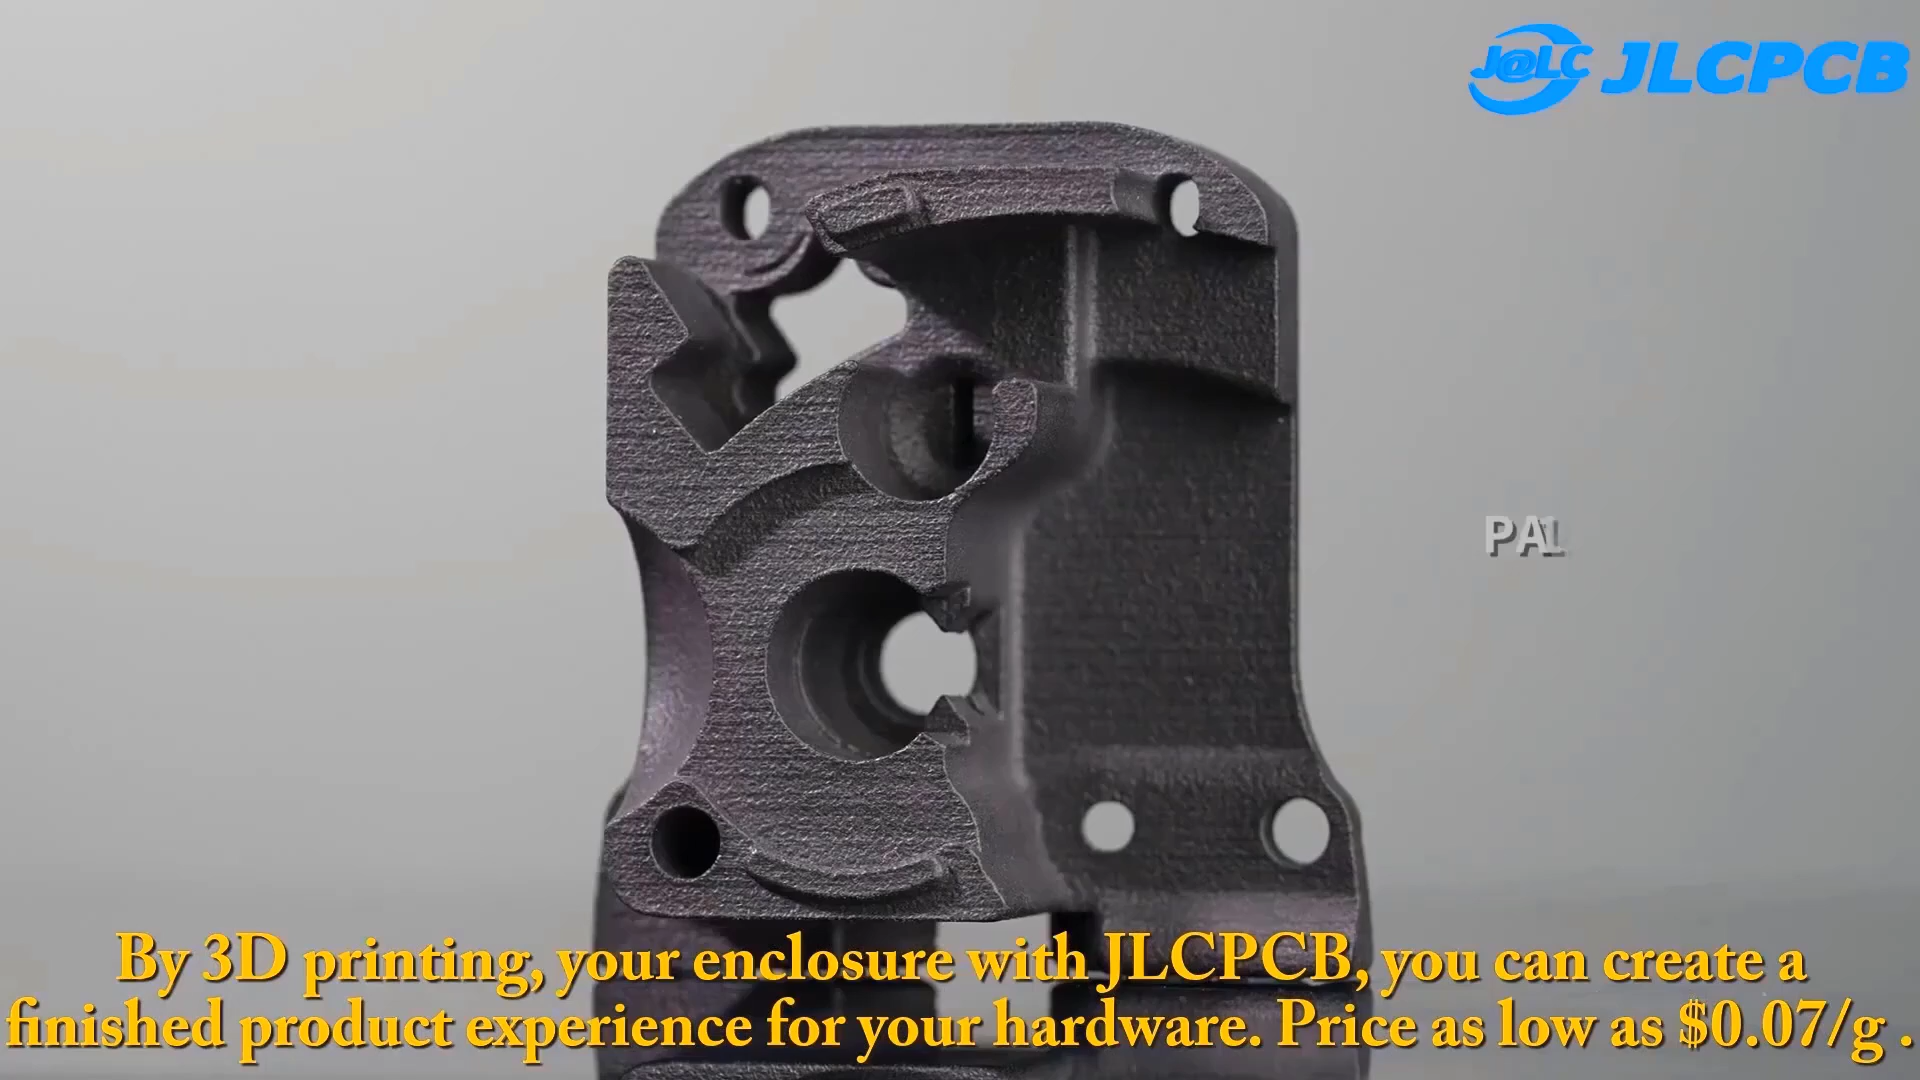 J@LC JLCPCB
By 3D printing, your enclosure with JLCPCB, you can create a
finished product experience for your hardware. Price as low as $0.07/g .